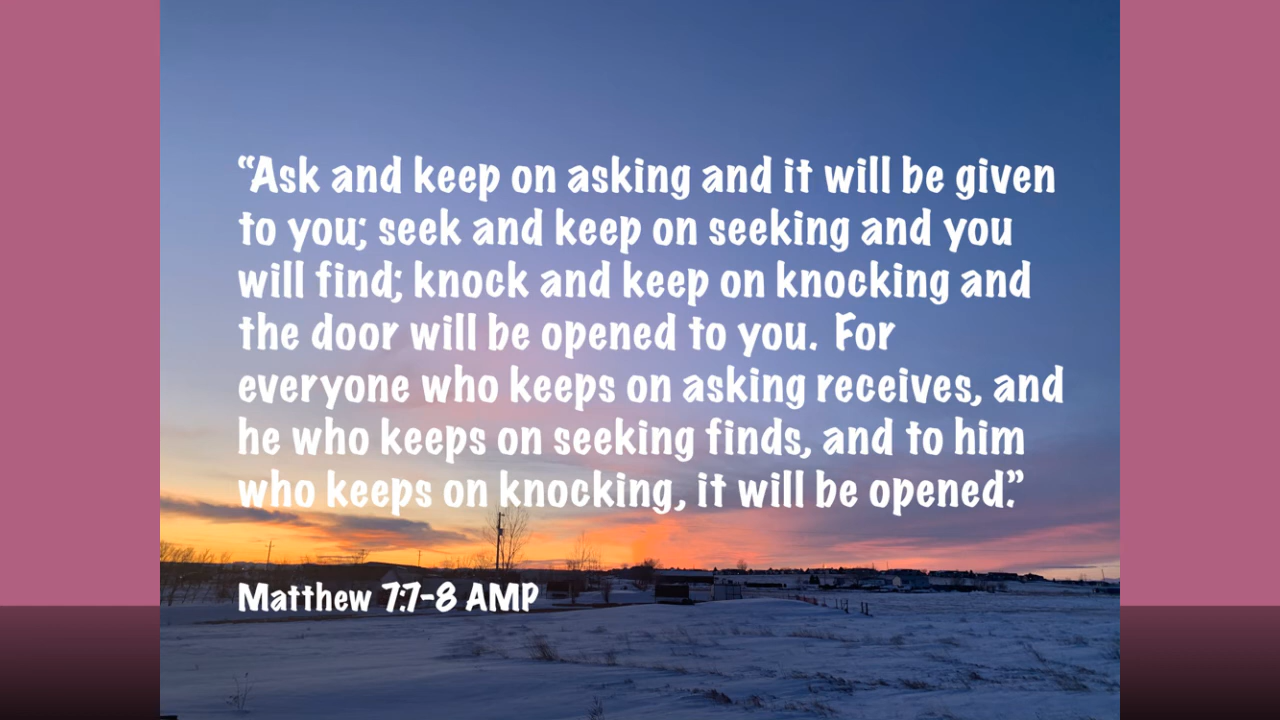 “Ask and keep on asking and it will be given
to you; seek and keep on seeking and you
will find; knock and keep on knocking and
the door will be opened to you. For
everyone who keeps on asking receives, and
he who keeps on seeking finds, and to him
who keeps on knocking, it will be opened.”
Matthew 7:7-8 AMP